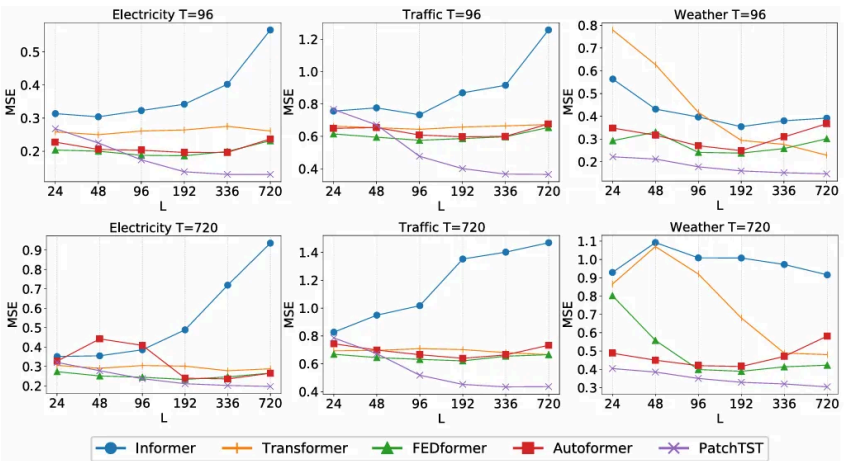 Electricity T=96
MSE
0.5
0.4
0.3
0.2
24 48 96 192 336 720
L
Traffic T=96
MSE
1.2
1.0
0.8
0.6
0.4
24 48 96 192 336 720
L
Weather T=96
MSE
0.8
0.7
0.6
0.5
0.4
0.3
0.2
24 48 96 192 336 720
L
Electricity T=720
MSE
0.9
0.8
0.7
0.6
0.5
0.4
0.3
0.2
24 48 96 192 336 720
L
Traffic T=720
MSE
1.4
1.2
1.0
0.8
0.6
0.4
24 48 96 192 336 720
L
Weather T=720
MSE
1.1
1.0
0.9
0.8
0.7
0.6
0.5
0.4
0.3
24 48 96 192 336 720
L
Informer Transformer FEDformer Autoformer PatchTST